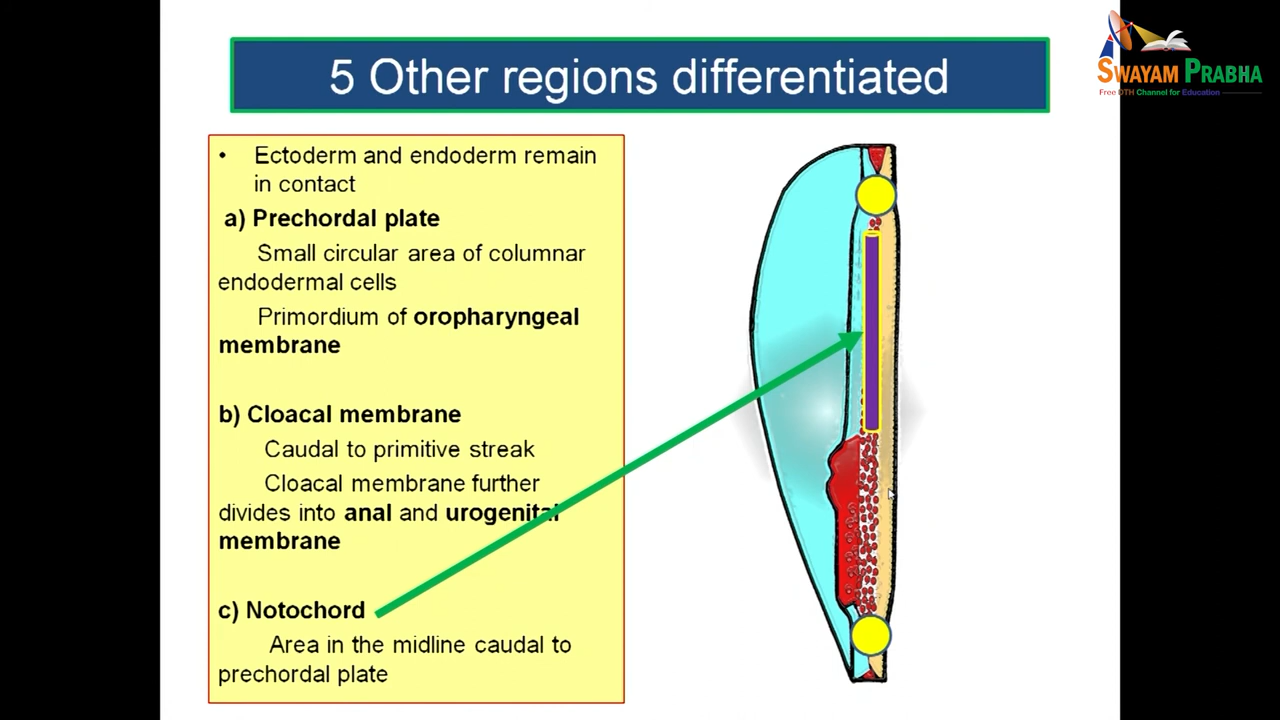 SWAYAM PRABHA
Free DTH Channel for Education
5 Other regions differentiated
• Ectoderm and endoderm remain
in contact
a) Prechordal plate
Small circular area of columnar
endodermal cells
Primordium of oropharyngeal
membrane
b) Cloacal membrane
Caudal to primitive streak
Cloacal membrane further
divides into anal and urogenital
membrane
c) Notochord
Area in the midline caudal to
prechordal plate